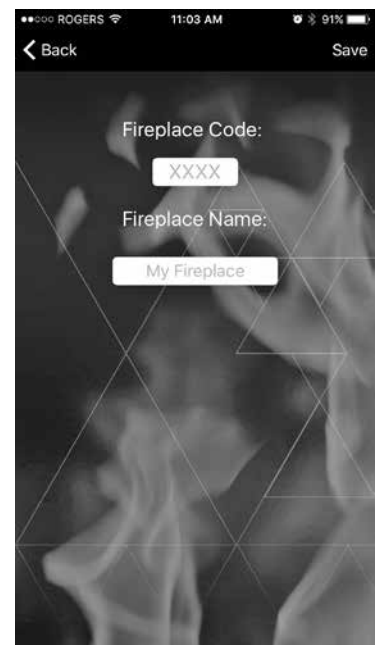 ROGERS 11:03 AM 91%
Back Save
Fireplace Code:
XXXX
Fireplace Name:
My Fireplace